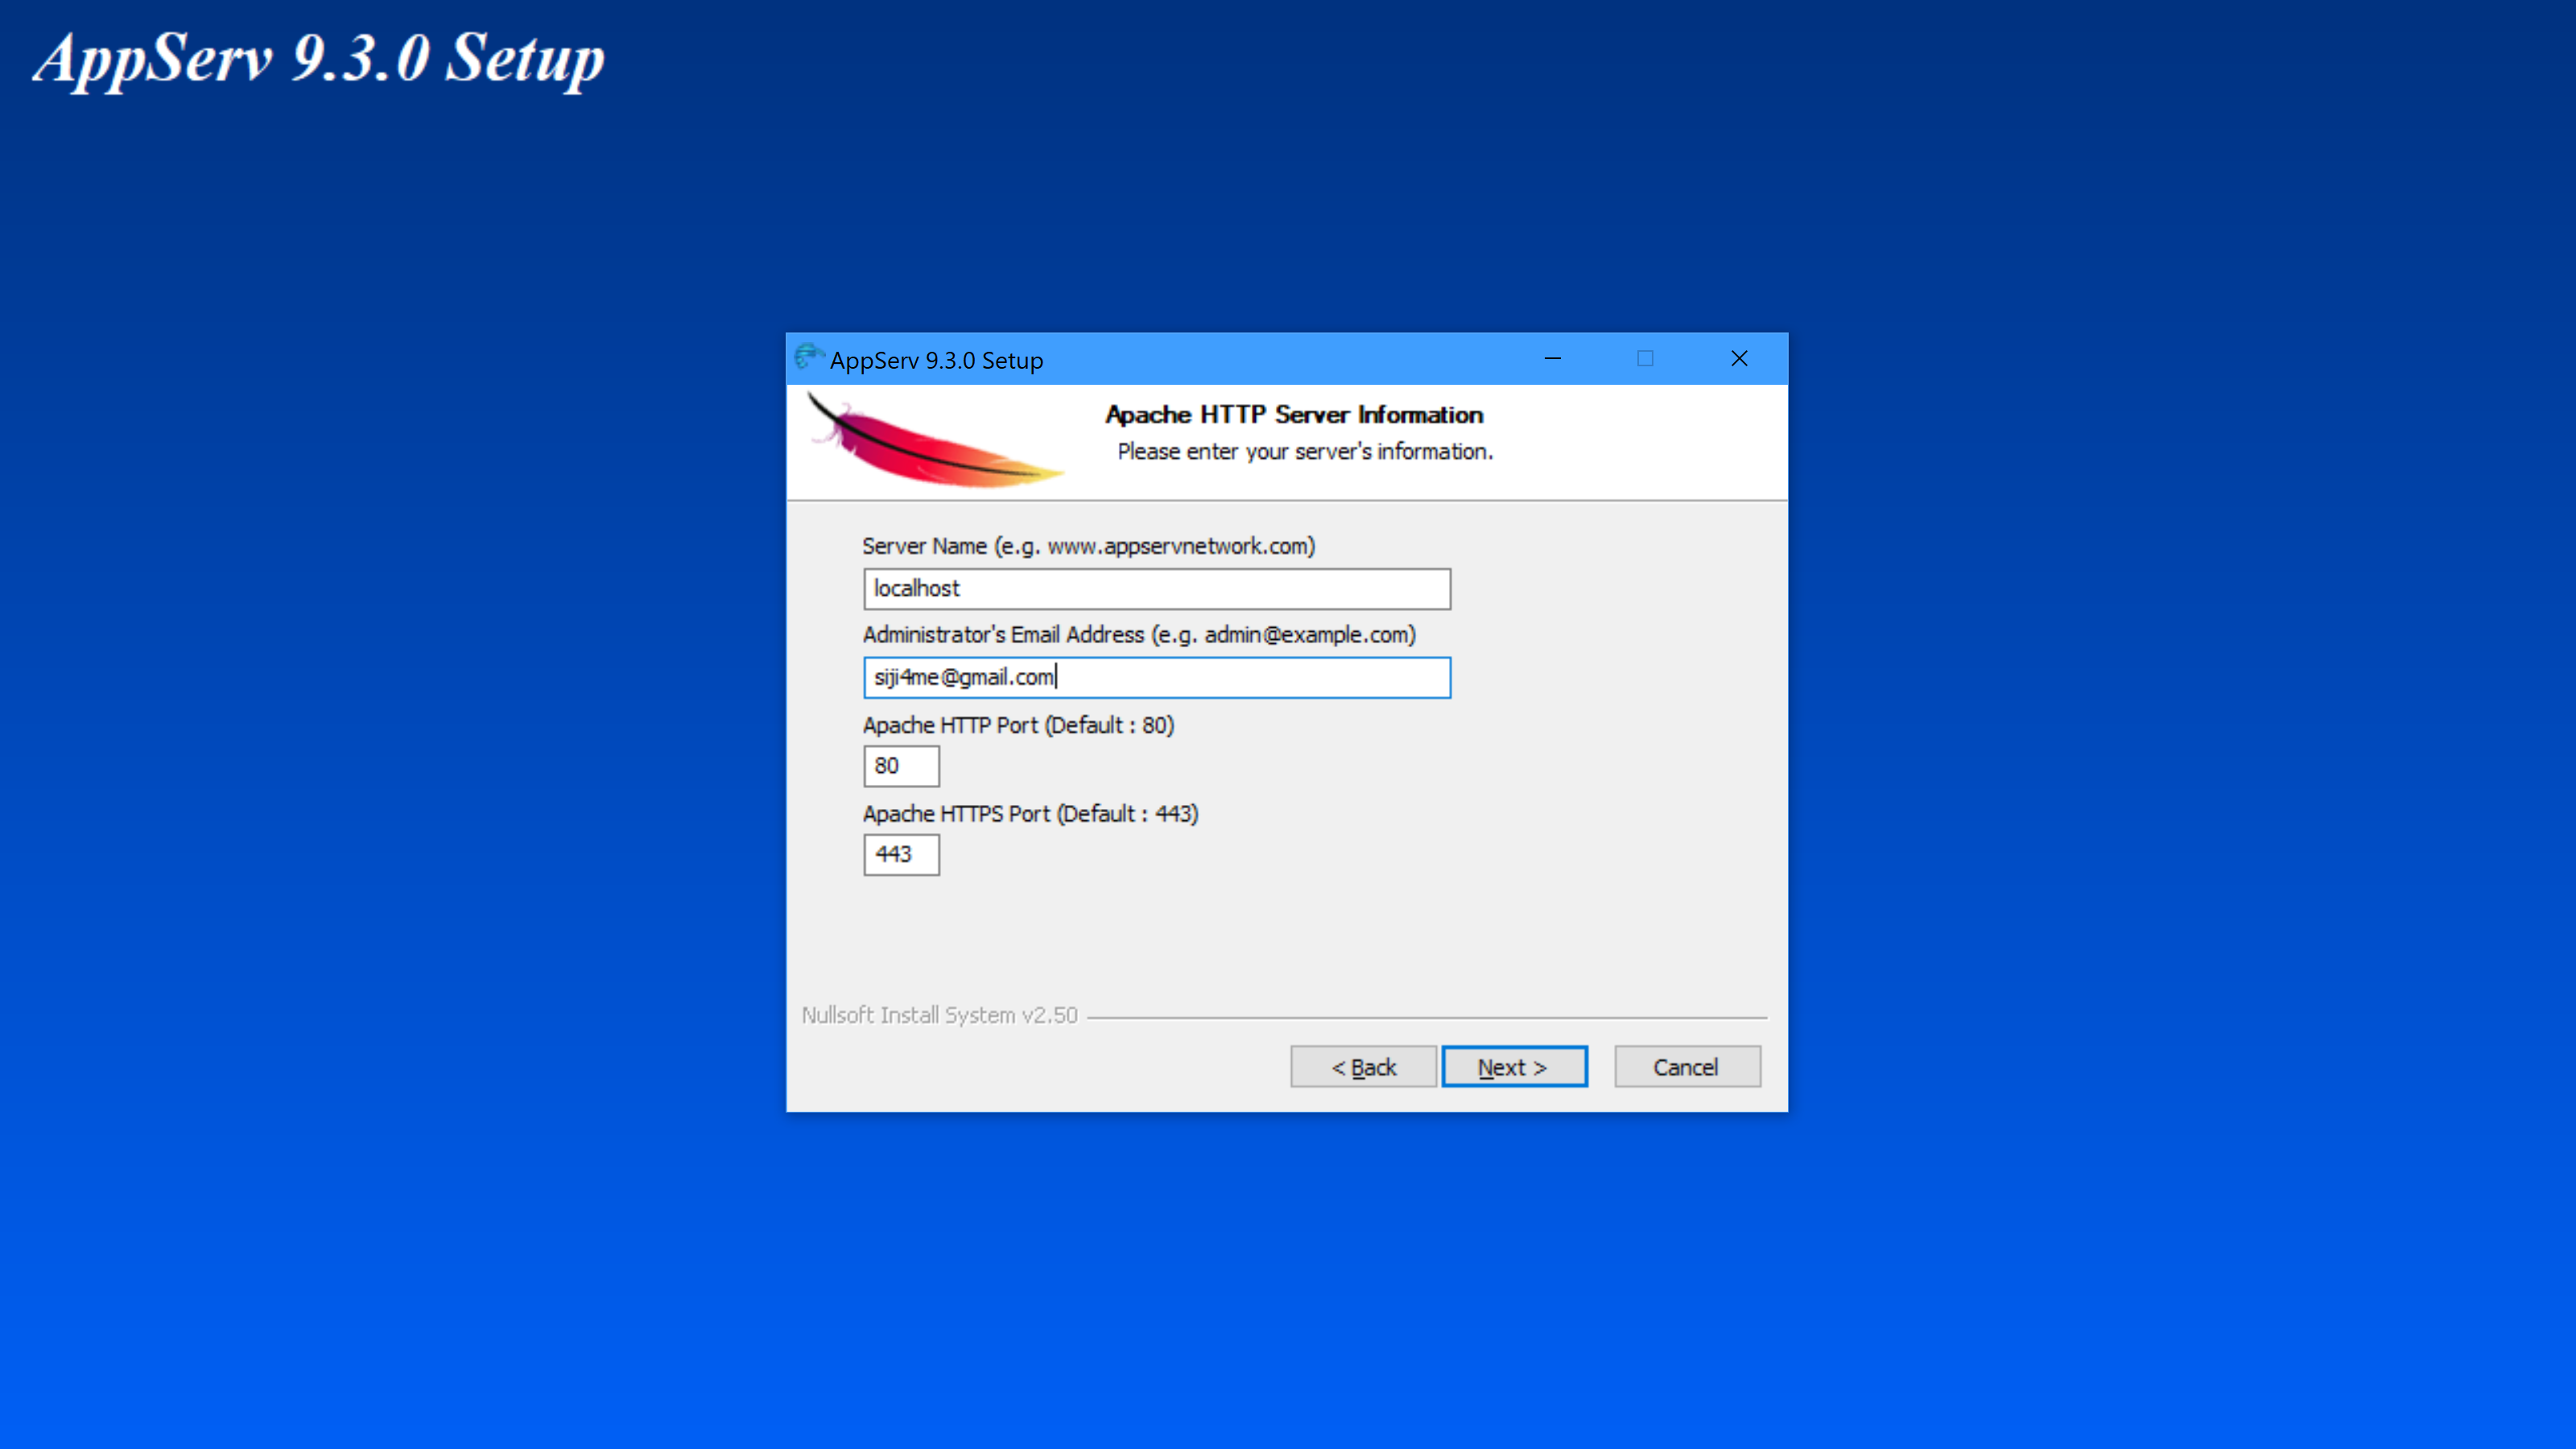 AppServ 9.3.0 Setup
AppServ 9.3.0 Setup
Apache HTTP Server Information
Please enter your server's information.
Server Name (e.g. www.appservnetwork.com)
localhost
Administrator's Email Address (e.g. admin@example.com)
siji4me@gmail.com
Apache HTTP Port (Default : 80)
80
Apache HTTPS Port (Default : 443)
443
Nullsoft Install System v2.50
< Back Next > Cancel